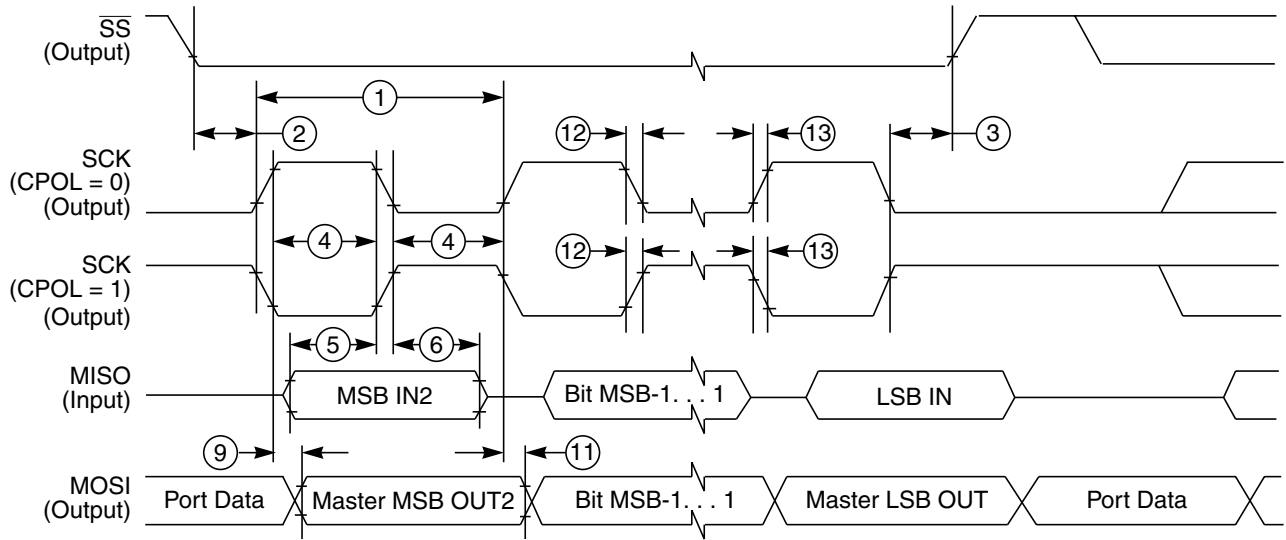 SS
(Output)
1
2
12
13
3
SCK
(CPOL = 0)
(Output)
4
4
12
13
SCK
(CPOL = 1)
(Output)
5
6
MISO
(Input)
MSB IN2
Bit MSB-1. . . 1
LSB IN
9
11
MOSI
(Output)
Port Data
Master MSB OUT2
Bit MSB-1. . . 1
Master LSB OUT
Port Data